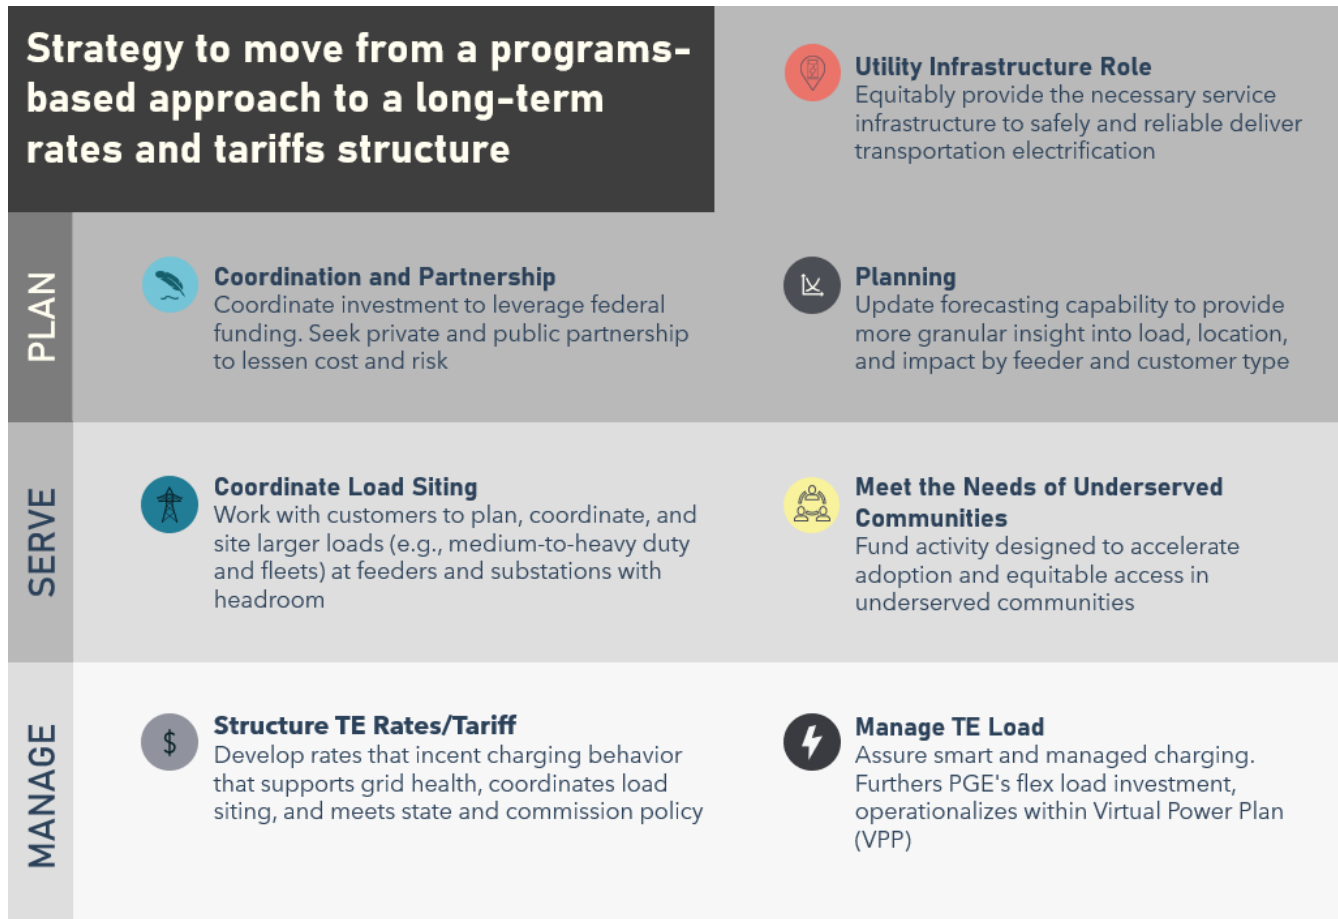 Strategy to move from a programs-
based approach to a long-term
rates and tariffs structure
Utility Infrastructure Role
Equitably provide the necessary service
infrastructure to safely and reliable deliver
transportation electrification
PLAN
Coordination and Partnership
Coordinate investment to leverage federal
funding. Seek private and public partnership
to lessen cost and risk
Planning
Update forecasting capability to provide
more granular insight into load, location,
and impact by feeder and customer type
SERVE
Coordinate Load Siting
Work with customers to plan, coordinate, and
site larger loads (e.g., medium-to-heavy duty
and fleets) at feeders and substations with
headroom
Meet the Needs of Underserved
Communities
Fund activity designed to accelerate
adoption and equitable access in
underserved communities
MANAGE
$
Structure TE Rates/Tariff
Develop rates that incent charging behavior
that supports grid health, coordinates load
siting, and meets state and commission policy
Manage TE Load
Assure smart and managed charging.
Furthers PGE's flex load investment,
operationalizes within Virtual Power Plan
(VPP)